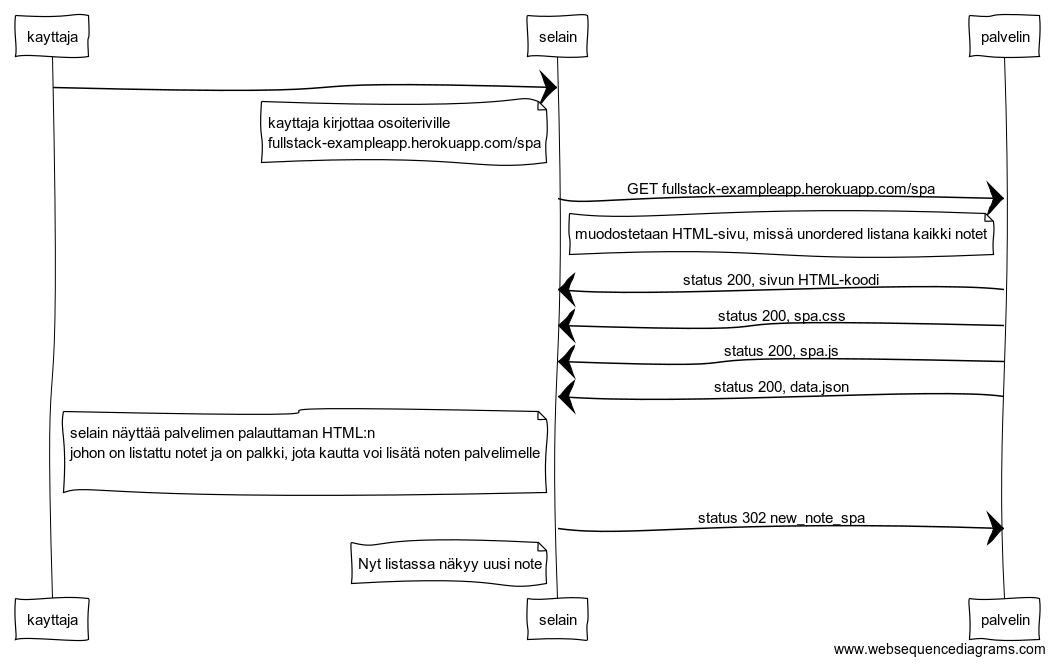 kayttaja
selain
palvelin
kayttaja kirjottaa osoiteriville
fullstack-exampleapp.herokuapp.com/spa
GET fullstack-exampleapp.herokuapp.com/spa
muodostetaan HTML-sivu, missä unordered listana kaikki notet
status 200, sivun HTML-koodi
status 200, spa.css
status 200, spa.js
status 200, data.json
selain näyttää palvelimen palauttaman HTML:n
johon on listattu notet ja on palkki, jota kautta voi lisätä noten palvelimelle
status 302 new_note_spa
Nyt listassa näkyy uusi note
kayttaja
selain
palvelin
www.websequencediagrams.com